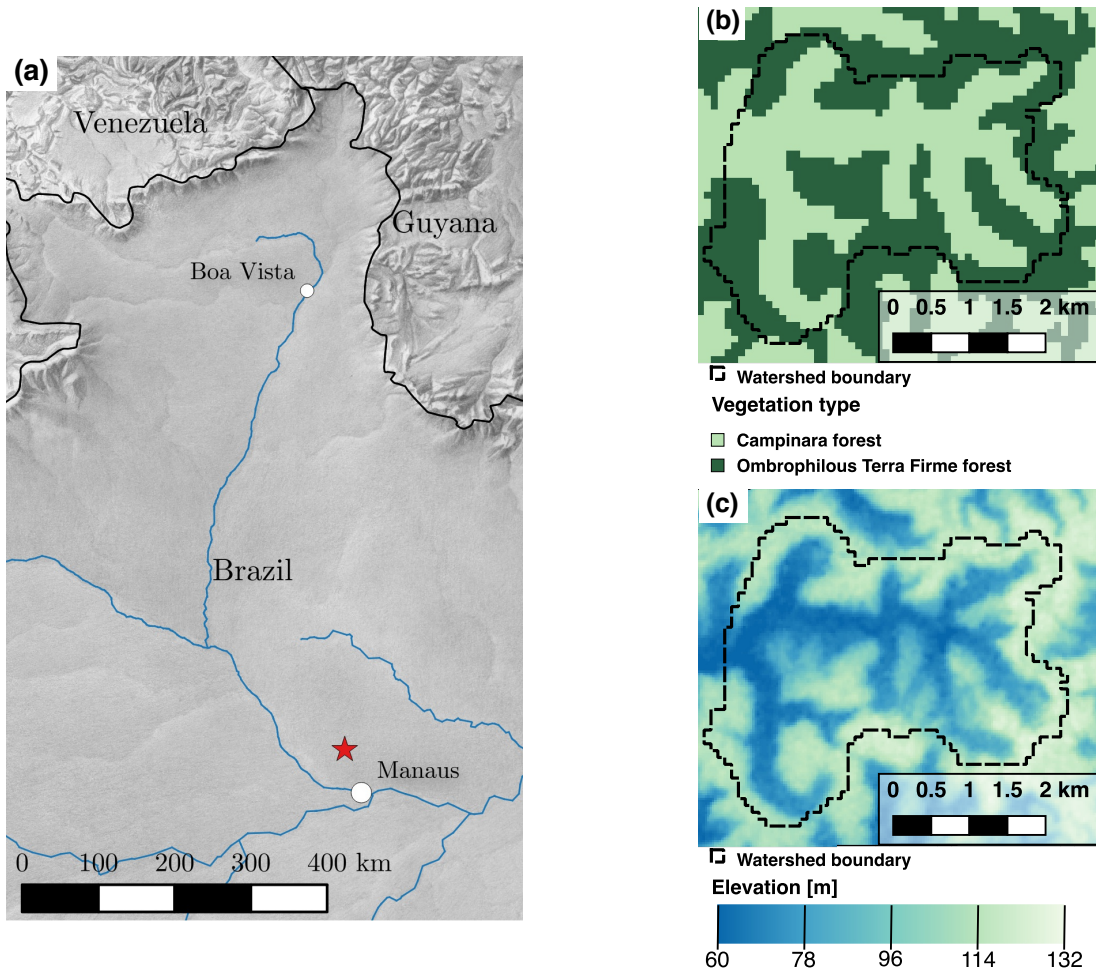 (a)
Venezuela
Guyana
Boa Vista
Brazil
Manaus
0 100 200 300 400 km
(b)
0 0.5 1 1.5 2 km
Watershed boundary
Vegetation type
Campinara forest
Ombrophilous Terra Firme forest
(c)
0 0.5 1 1.5 2 km
Watershed boundary
Elevation [m]
60 78 96 114 132